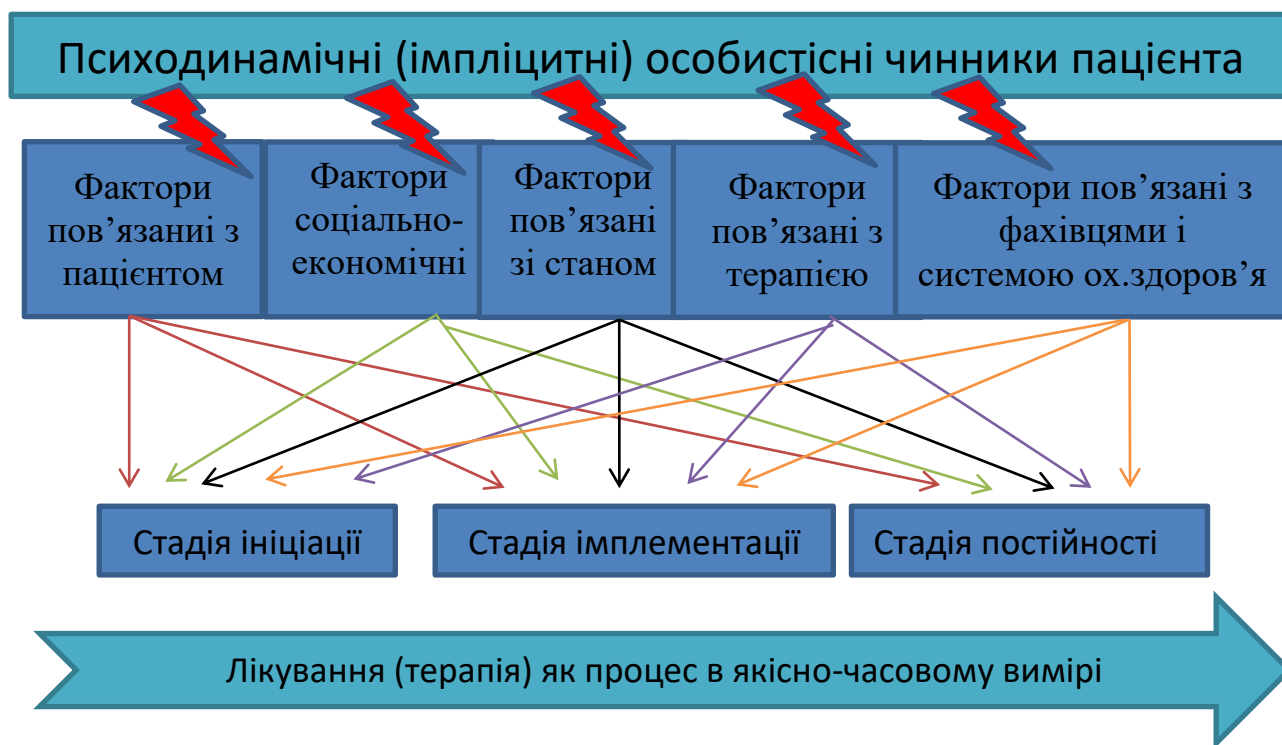 Психодинамічні (імпліцитні) особистісні чинники пацієнта
Фактори
пов’язаниі з
пацієнтом
Фактори
соціально-
економічні
Фактори
пов’язані
зі станом
Фактори
пов’язані з
терапією
Фактори пов’язані з
фахівцями і
системою ох.здоров’я
Стадія ініціації
Стадія імплементації
Стадія постійності
Лікування (терапія) як процес в якісно-часовому вимірі